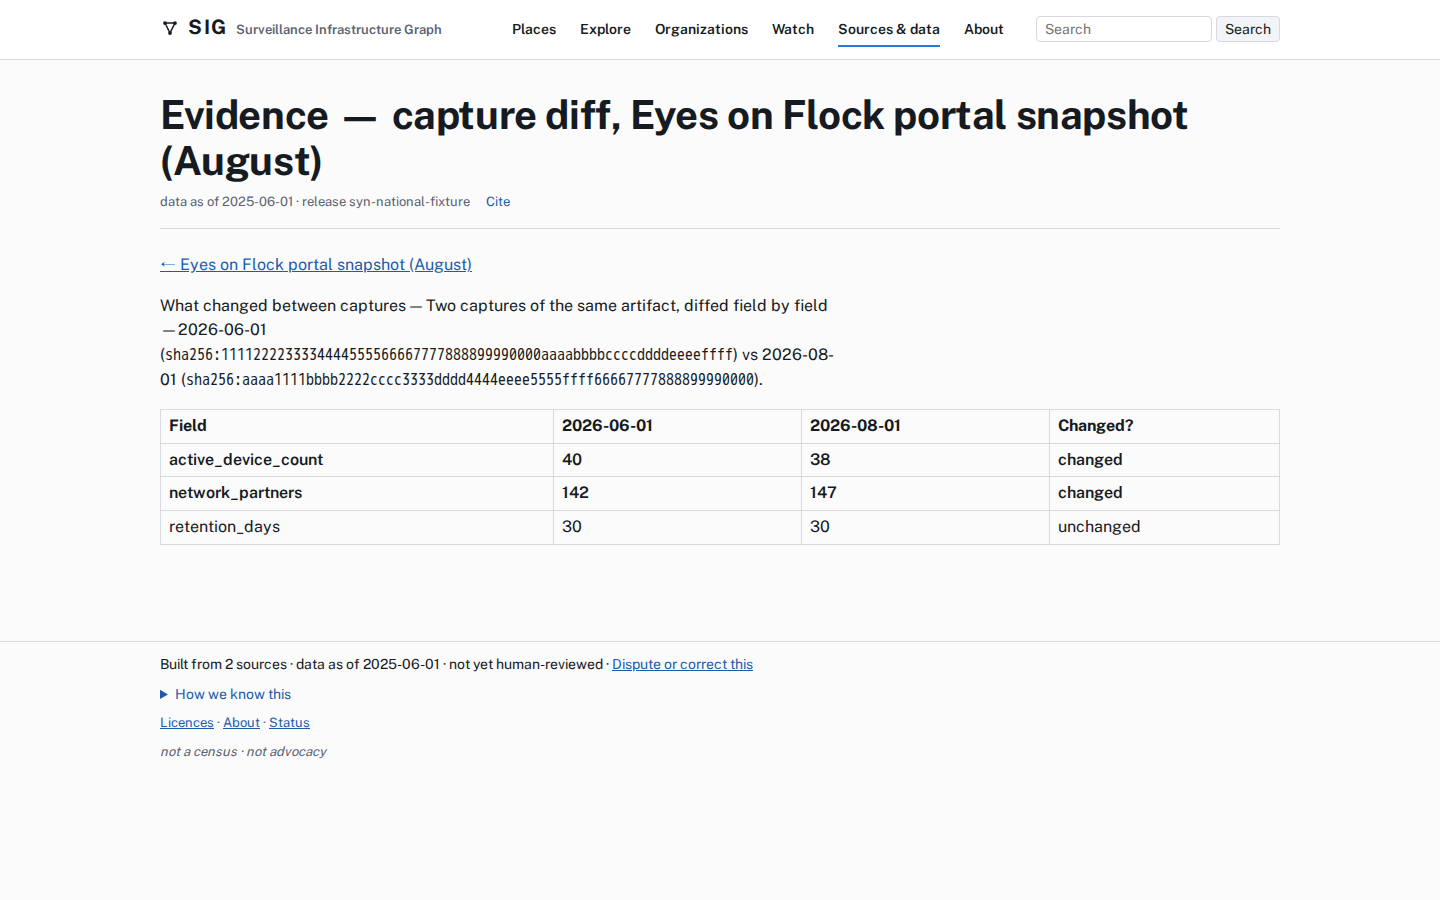 SIG Surveillance Infrastructure Graph Places Explore Organizations Watch Sources & data About Search Search
Evidence — capture diff, Eyes on Flock portal snapshot
(August)
data as of 2025-06-01 · release syn-national-fixture Cite
← Eyes on Flock portal snapshot (August)
What changed between captures — Two captures of the same artifact, diffed field by field
— 2026-06-01
(sha256:1111222233334444555566667777888899990000aaaabbbbccccddddeeeeffff) vs 2026-08-
01 (sha256:aaaa1111bbbb2222cccc3333dddd4444eeee5555ffff66667777888899990000).
Field 2026-06-01 2026-08-01 Changed?
active_device_count 40 38 changed
network_partners 142 147 changed
retention_days 30 30 unchanged
Built from 2 sources · data as of 2025-06-01 · not yet human-reviewed · Dispute or correct this
▶ How we know this
Licences · About · Status
not a census · not advocacy